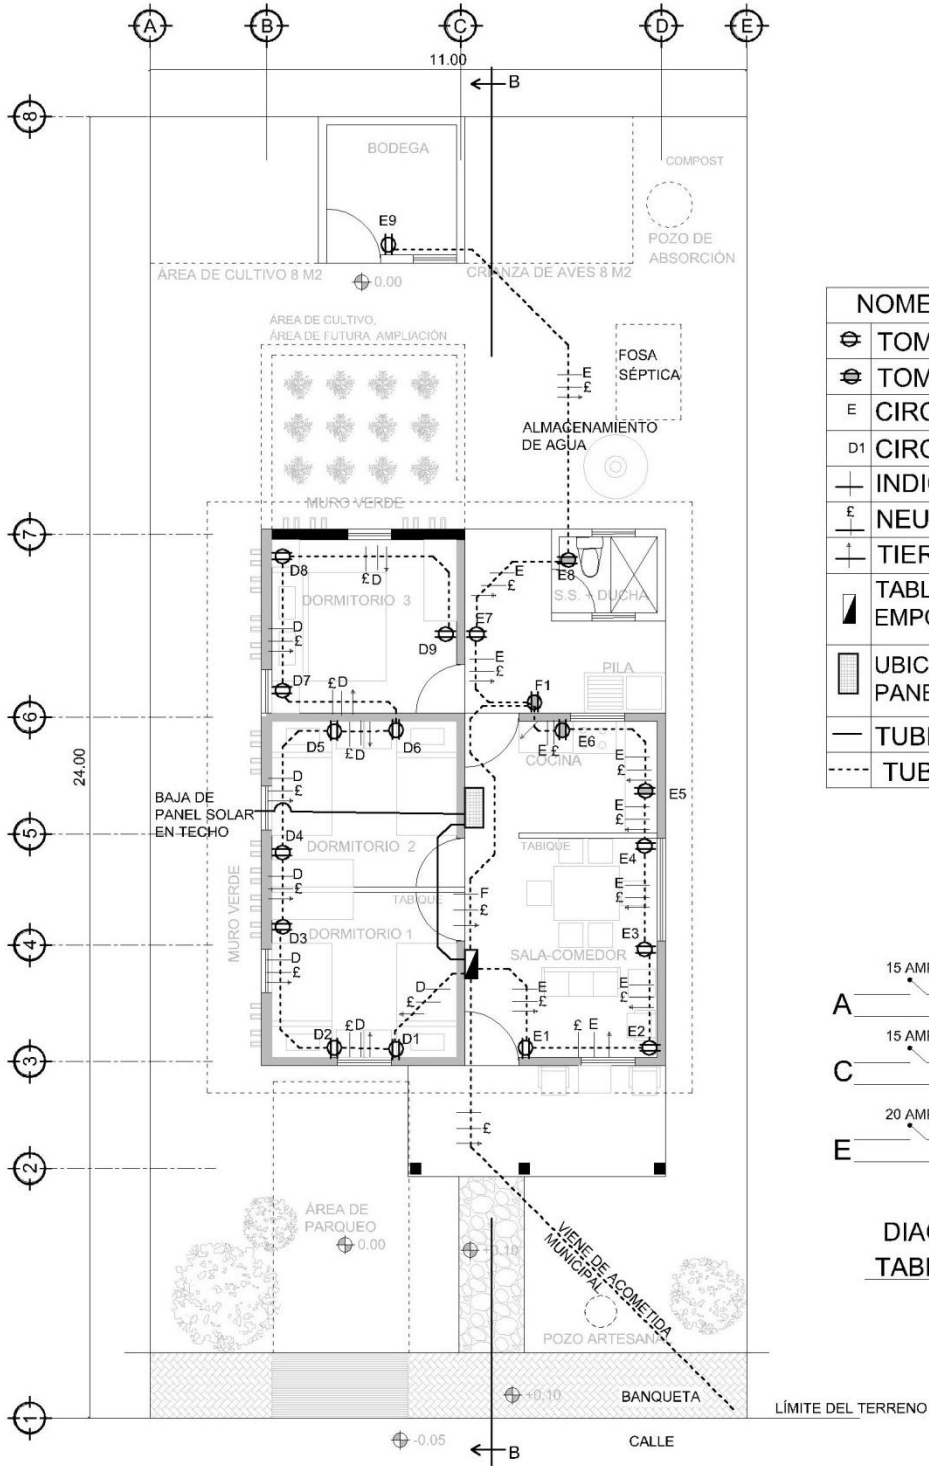 A
B
C
D
E
11.00
B
8
BODEGA
COMPOST
E9
POZO DE
ABSORCIÓN
ÁREA DE CULTIVO 8 M2
CRIANZA DE AVES 8 M2
0.00
ÁREA DE CULTIVO,
ÁREA DE FUTURA AMPLIACIÓN
FOSA
SÉPTICA
E
£
ALMACENAMIENTO
DE AGUA
MURO VERDE
7
D8
£D
E8
E
£
S.S. + DUCHA
DORMITORIO 3
D
£
D9
E7
E
£
PILA
D7
£D
F1
6
D5
£D
D6
E £
E6
COCINA
E
£
24.00
D
£
E5
BAJA DE
PANEL SOLAR
EN TECHO
E
£
5
D4
DORMITORIO 2
TABIQUE
E4
D
£
TABIQUE
F
£
E
£
MURO VERDE
D3
DORMITORIO 1
E3
4
SALA-COMEDOR
D
£
D
£
E
£
E
£
D2
£D
D1
E1
£ E
E2
3
£
2
ÁREA DE
PARQUEO
0.00
+0.10
VIENE DE ACOMETIDA
MUNICIPAL
POZO ARTESANA
+0.10
BANQUETA
1
LÍMITE DEL TERRENO
-0.05
CALLE
B
NOME
TOM
TOM
E CIRC
D1 CIRC
INDI
£ NEU
TIER
TABL
EMPO
UBIC
PANE
TUBE
TUB
15 AMP
A
15 AMP
C
20 AMP
E
DIAG
TABL